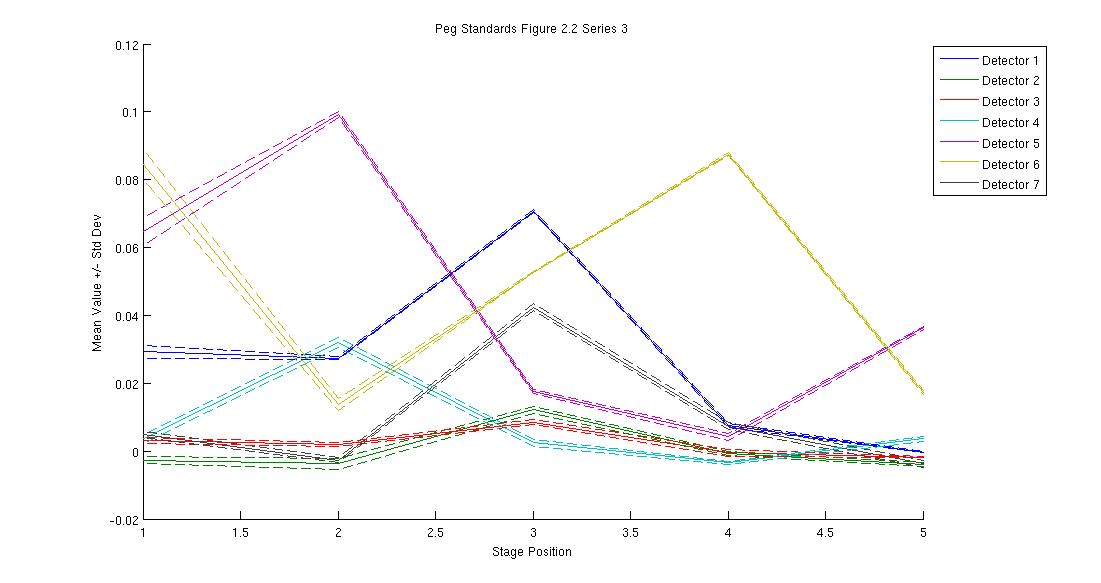 Peg Standards Figure 2.2 Series 3
0.12
0.1
0.08
0.06
0.04
0.02
0
-0.02
Mean Value +/- Std Dev
1 1.5 2 2.5 3 3.5 4 4.5 5
Stage Position
Detector 1
Detector 2
Detector 3
Detector 4
Detector 5
Detector 6
Detector 7